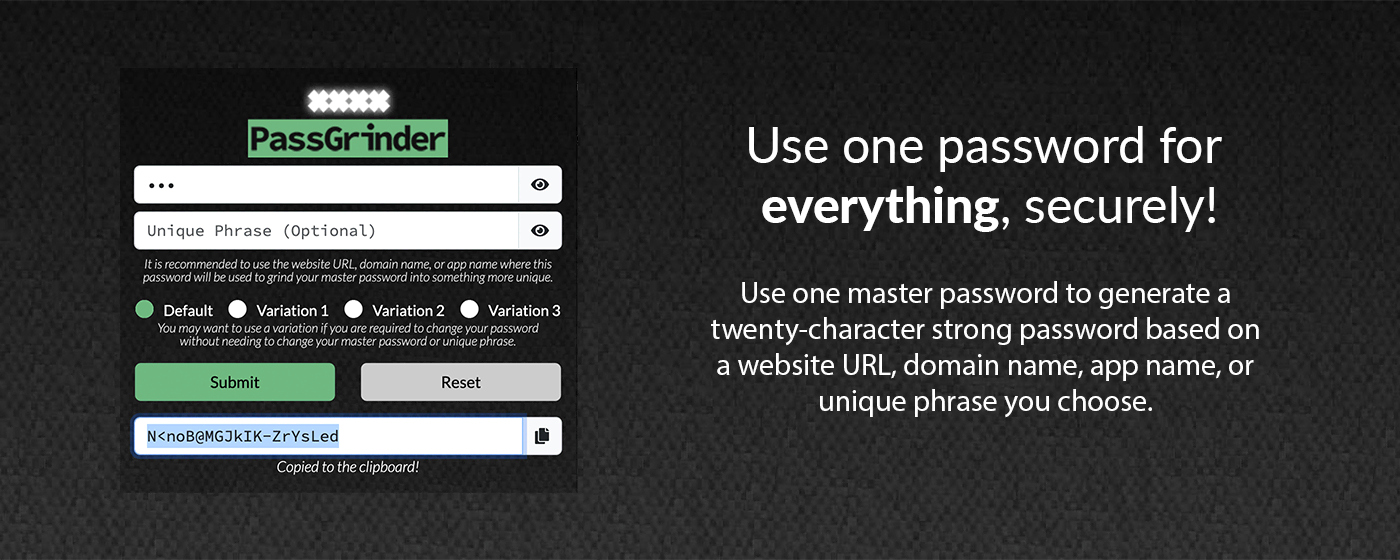 PassGrinder
•••
Unique Phrase (Optional)
It is recommended to use the website URL, domain name, or app name where this
password will be used to grind your master password into something more unique.
Default Variation 1 Variation 2 Variation 3
You may want to use a variation if you are required to change your password
without needing to change your master password or unique phrase.
Submit Reset
N<noB@MGJkIK-ZrYsLed
Copied to the clipboard!
Use one password for
everything, securely!
Use one master password to generate a
twenty-character strong password based on
a website URL, domain name, app name, or
unique phrase you choose.